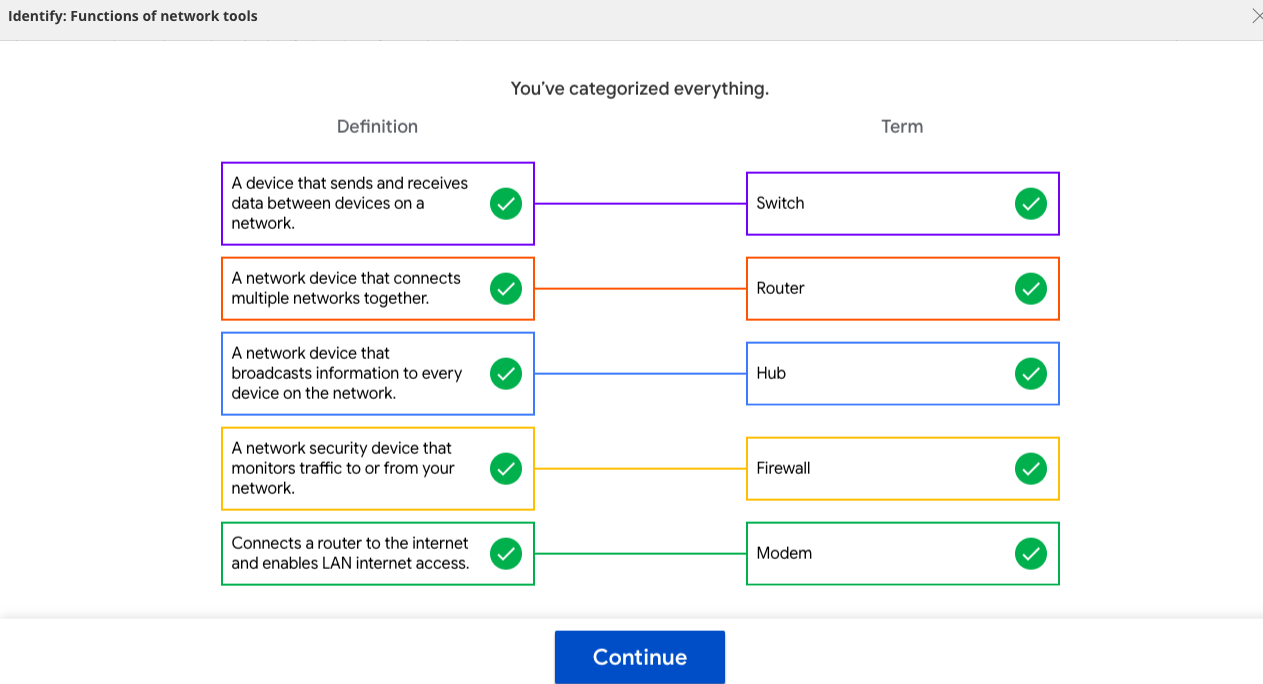 Identify: Functions of network tools
You’ve categorized everything.
Definition
Term
A device that sends and receives
data between devices on a
network.
Switch
A network device that connects
multiple networks together.
Router
A network device that
broadcasts information to every
device on the network.
Hub
A network security device that
monitors traffic to or from your
network.
Firewall
Connects a router to the internet
and enables LAN internet access.
Modem
Continue